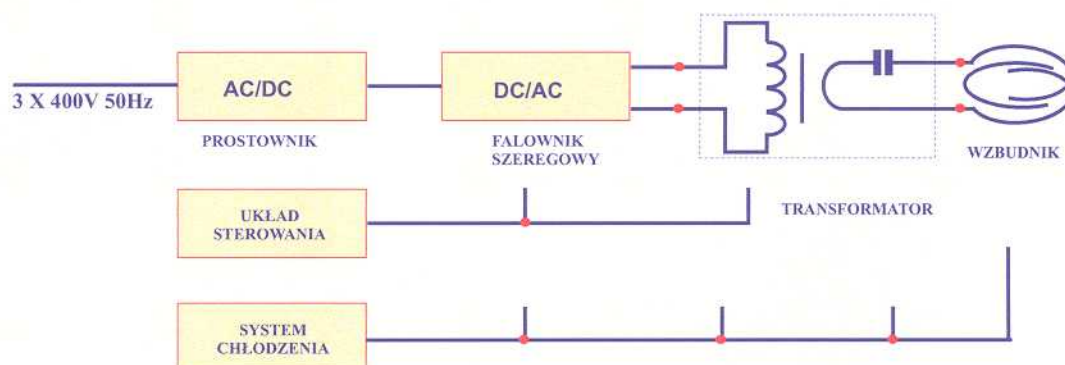 AC/DC
DC/AC
3 X 400V 50Hz
PROSTOWNIK
FALOWNIK
SZEREGOWY
WZBUDNIK
UKŁAD
STEROWANIA
TRANSFORMATOR
SYSTEM
CHŁODZENIA